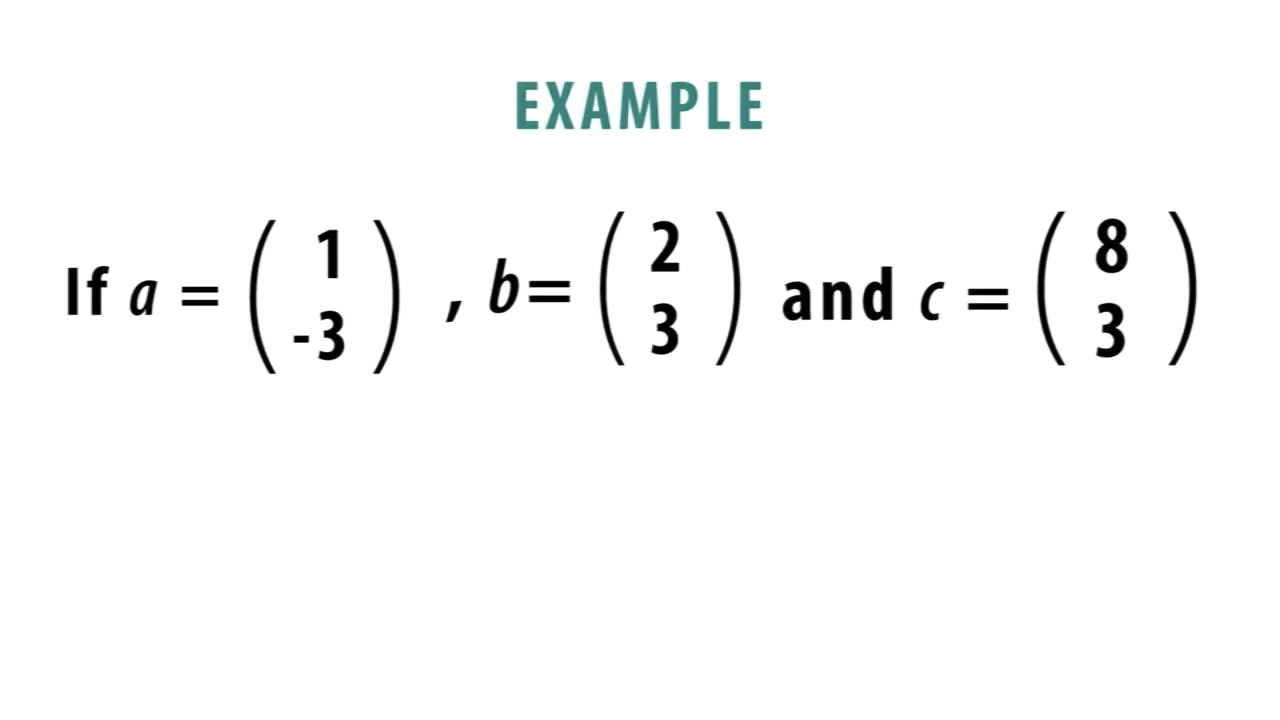 EXAMPLE
If a = ( 1 -3 ) , b= ( 2 3 ) and c = ( 8 3 )